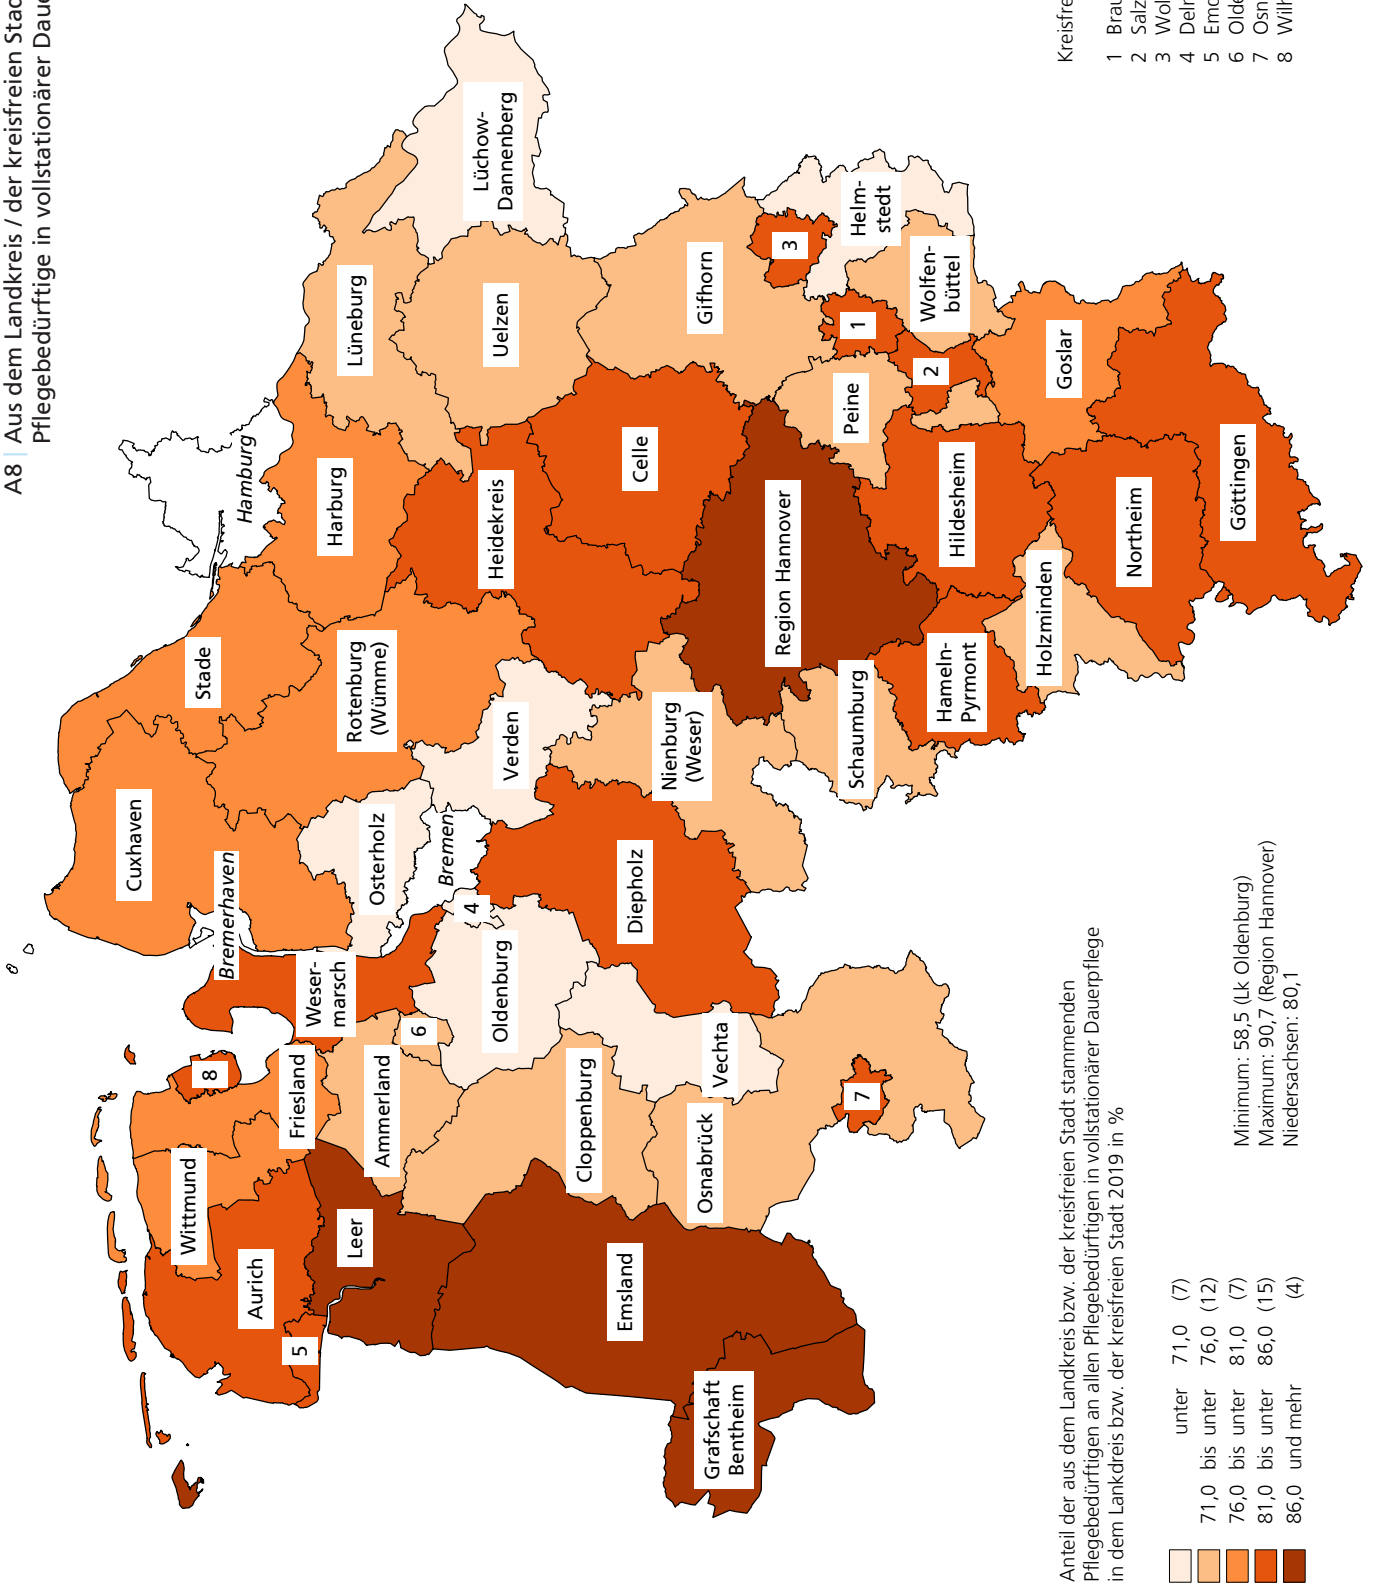 A8 | Aus dem Landkreis / der kreisfreien Stad
Pflegebedürftige in vollstationärer Daue
Cuxhaven
Stade
Hamburg
Bremerhaven
Harburg
Lüneburg
Lüchow-
Dannenberg
Wittmund
8
Friesland
Weser-
marsch
Osterholz
Rotenburg
(Wümme)
Heidekreis
Uelzen
Aurich
5
Leer
Ammerland
6
4
Bremen
Verden
Oldenburg
Cloppenburg
Emsland
Diepholz
Nienburg
(Weser)
Celle
Gifhorn
Vechta
Osnabrück
Grafschaft
Bentheim
7
Region Hannover
Schaumburg
Peine
3
1
2
Helm-
stedt
Wolfen-
büttel
Hameln-
Pyrmont
Hildesheim
Holzminden
Goslar
Northeim
Göttingen
Anteil der aus dem Landkreis bzw. der kreisfreien Stadt stammenden
Pflegebedürftigen an allen Pflegebedürftigen in vollstationärer Dauerpflege
in dem Lankdreis bzw. der kreisfreien Stadt 2019 in %
unter 71,0 (7)
71,0 bis unter 76,0 (12)
76,0 bis unter 81,0 (7)
81,0 bis unter 86,0 (15)
86,0 und mehr (4)
Minimum: 58,5 (Lk Oldenburg)
Maximum: 90,7 (Region Hannover)
Niedersachsen: 80,1
Kreisfre
1 Brau
2 Salz
3 Wol
4 Deln
5 Emd
6 Olde
7 Osn
8 Wilh